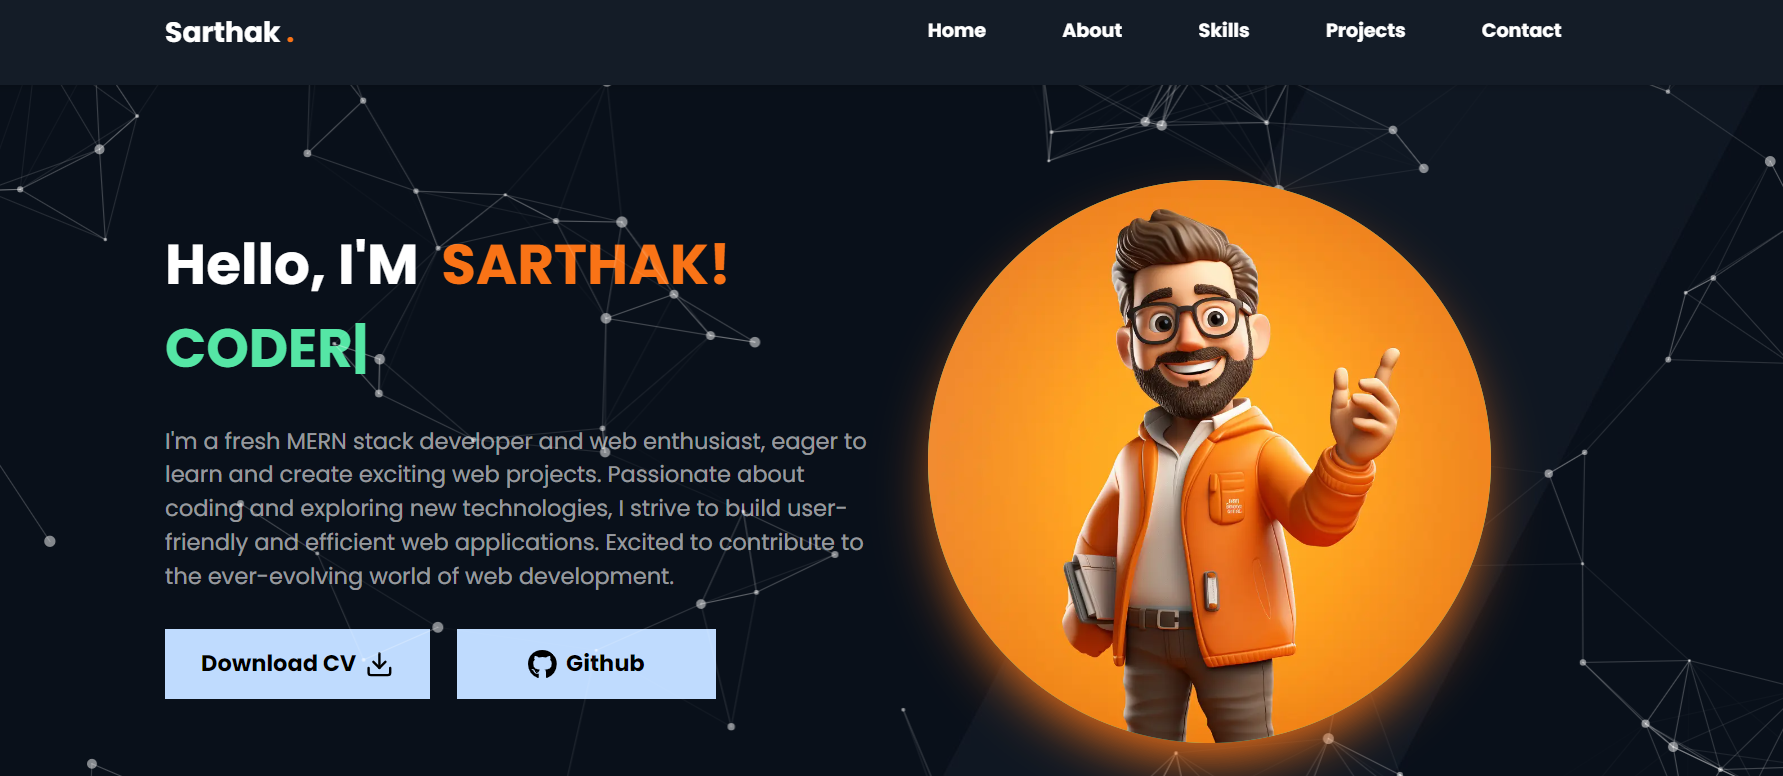 Sarthak .
Home About Skills Projects Contact
Hello, I'M SARTHAK!
CODER|
I'm a fresh MERN stack developer and web enthusiast, eager to
learn and create exciting web projects. Passionate about
coding and exploring new technologies, I strive to build user-
friendly and efficient web applications. Excited to contribute to
the ever-evolving world of web development.
Download CV
Github